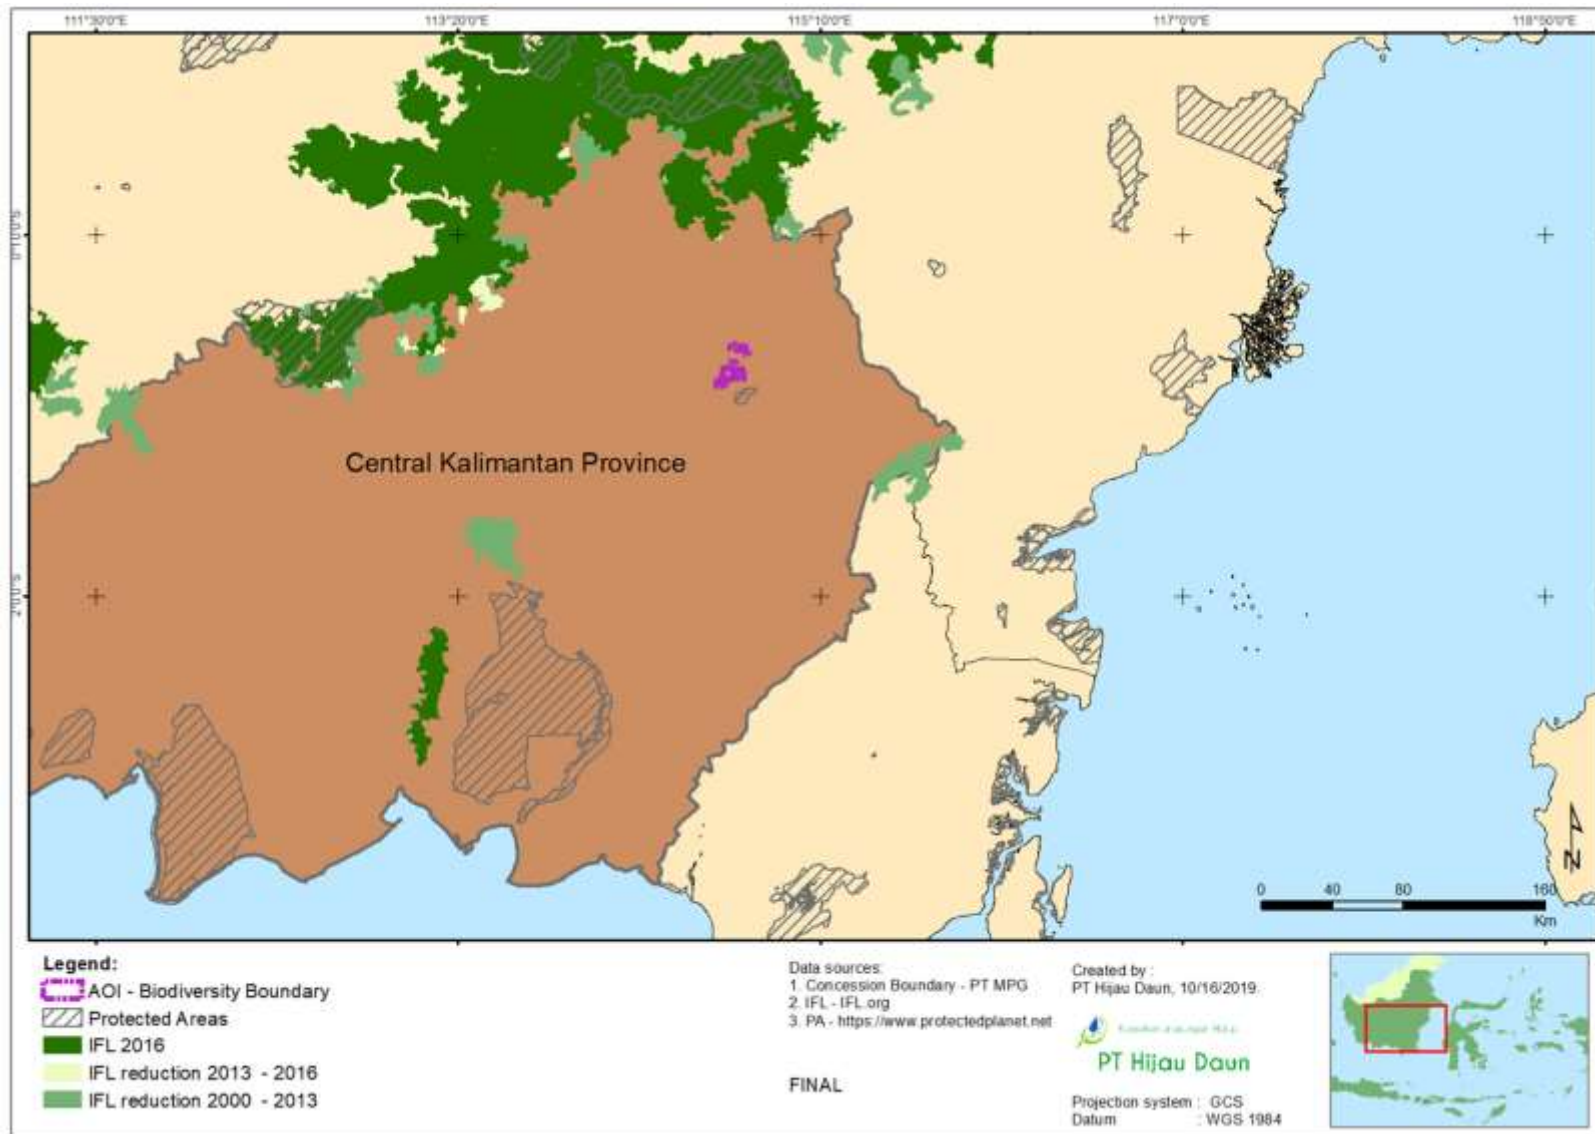 111°30'0"E 113°20'0"E 115°10'0"E 117°0'0"E 118°50'0"E
0°10'0"S
Central Kalimantan Province
2°0'0"S
N
0 40 80 160
Km
Legend:
AOI - Biodiversity Boundary
Protected Areas
IFL 2016
IFL reduction 2013 - 2016
IFL reduction 2000 - 2013
Data sources:
1. Concession Boundary - PT MPG
2. IFL - IFL.org
3. PA - https://www.protectedplanet.net
FINAL
Created by :
PT Hijau Daun, 10/16/2019.
PT Hijau Daun
Projection system : GCS
Datum : WGS 1984